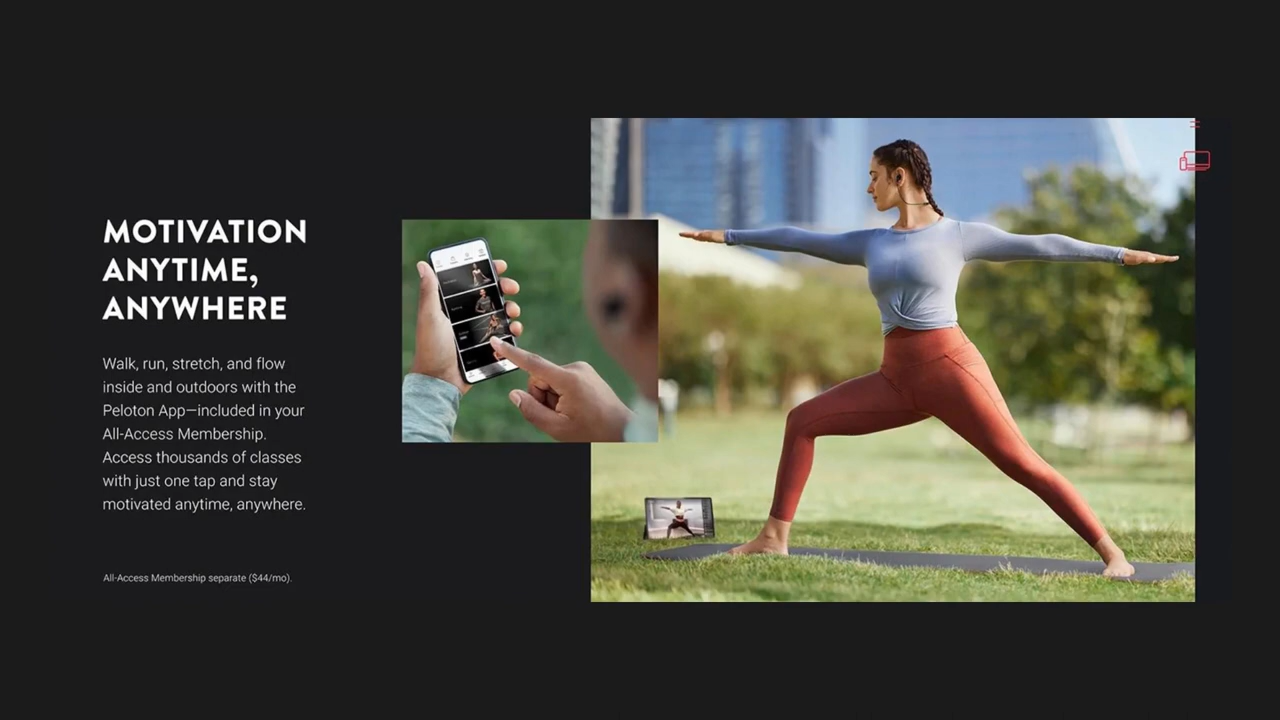 MOTIVATION
ANYTIME,
ANYWHERE
Walk, run, stretch, and flow
inside and outdoors with the
Peloton App—included in your
All-Access Membership.
Access thousands of classes
with just one tap and stay
motivated anytime, anywhere.
All-Access Membership separate ($44/mo).